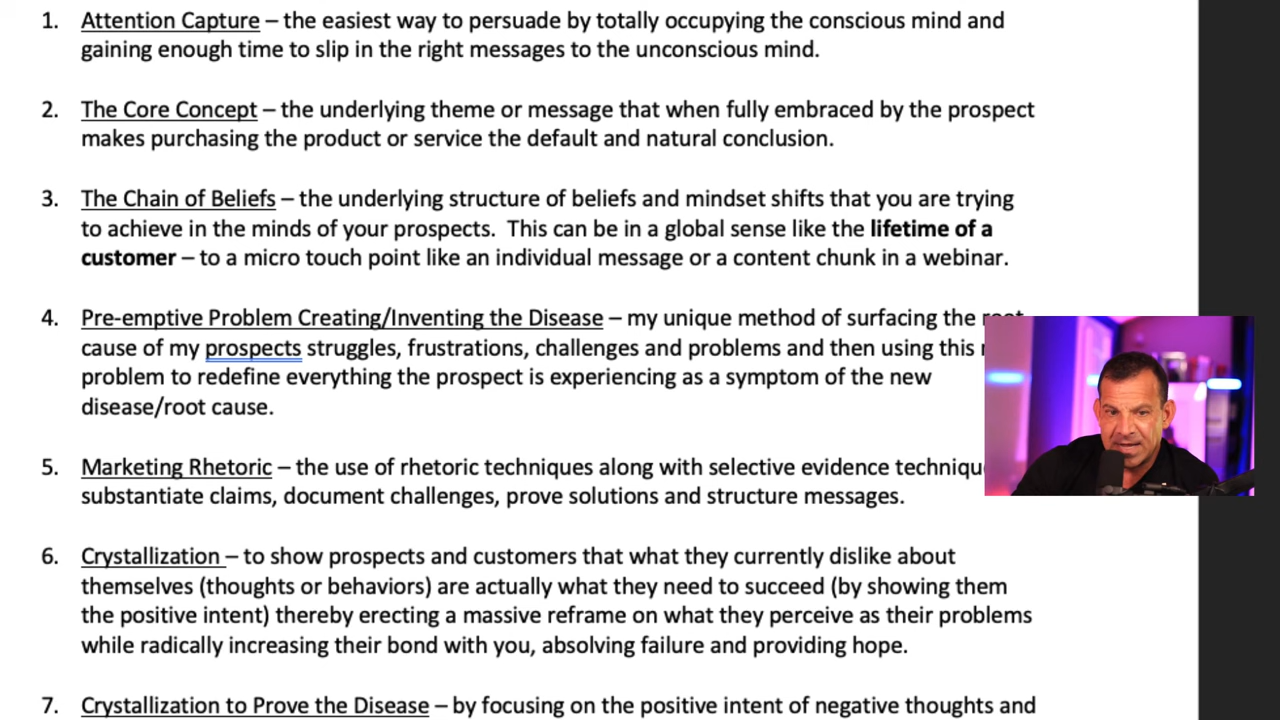 1. Attention Capture – the easiest way to persuade by totally occupying the conscious mind and
gaining enough time to slip in the right messages to the unconscious mind.
2. The Core Concept – the underlying theme or message that when fully embraced by the prospect
makes purchasing the product or service the default and natural conclusion.
3. The Chain of Beliefs – the underlying structure of beliefs and mindset shifts that you are trying
to achieve in the minds of your prospects. This can be in a global sense like the lifetime of a
customer – to a micro touch point like an individual message or a content chunk in a webinar.
4. Pre-emptive Problem Creating/Inventing the Disease – my unique method of surfacing the
cause of my prospects struggles, frustrations, challenges and problems and then using this
problem to redefine everything the prospect is experiencing as a symptom of the new
disease/root cause.
5. Marketing Rhetoric – the use of rhetoric techniques along with selective evidence
substantiate claims, document challenges, prove solutions and structure messages.
6. Crystallization – to show prospects and customers that what they currently dislike about
themselves (thoughts or behaviors) are actually what they need to succeed (by showing them
the positive intent) thereby erecting a massive reframe on what they perceive as their problems
while radically increasing their bond with you, absolving failure and providing hope.
7. Crystallization to Prove the Disease – by focusing on the positive intent of negative thoughts and